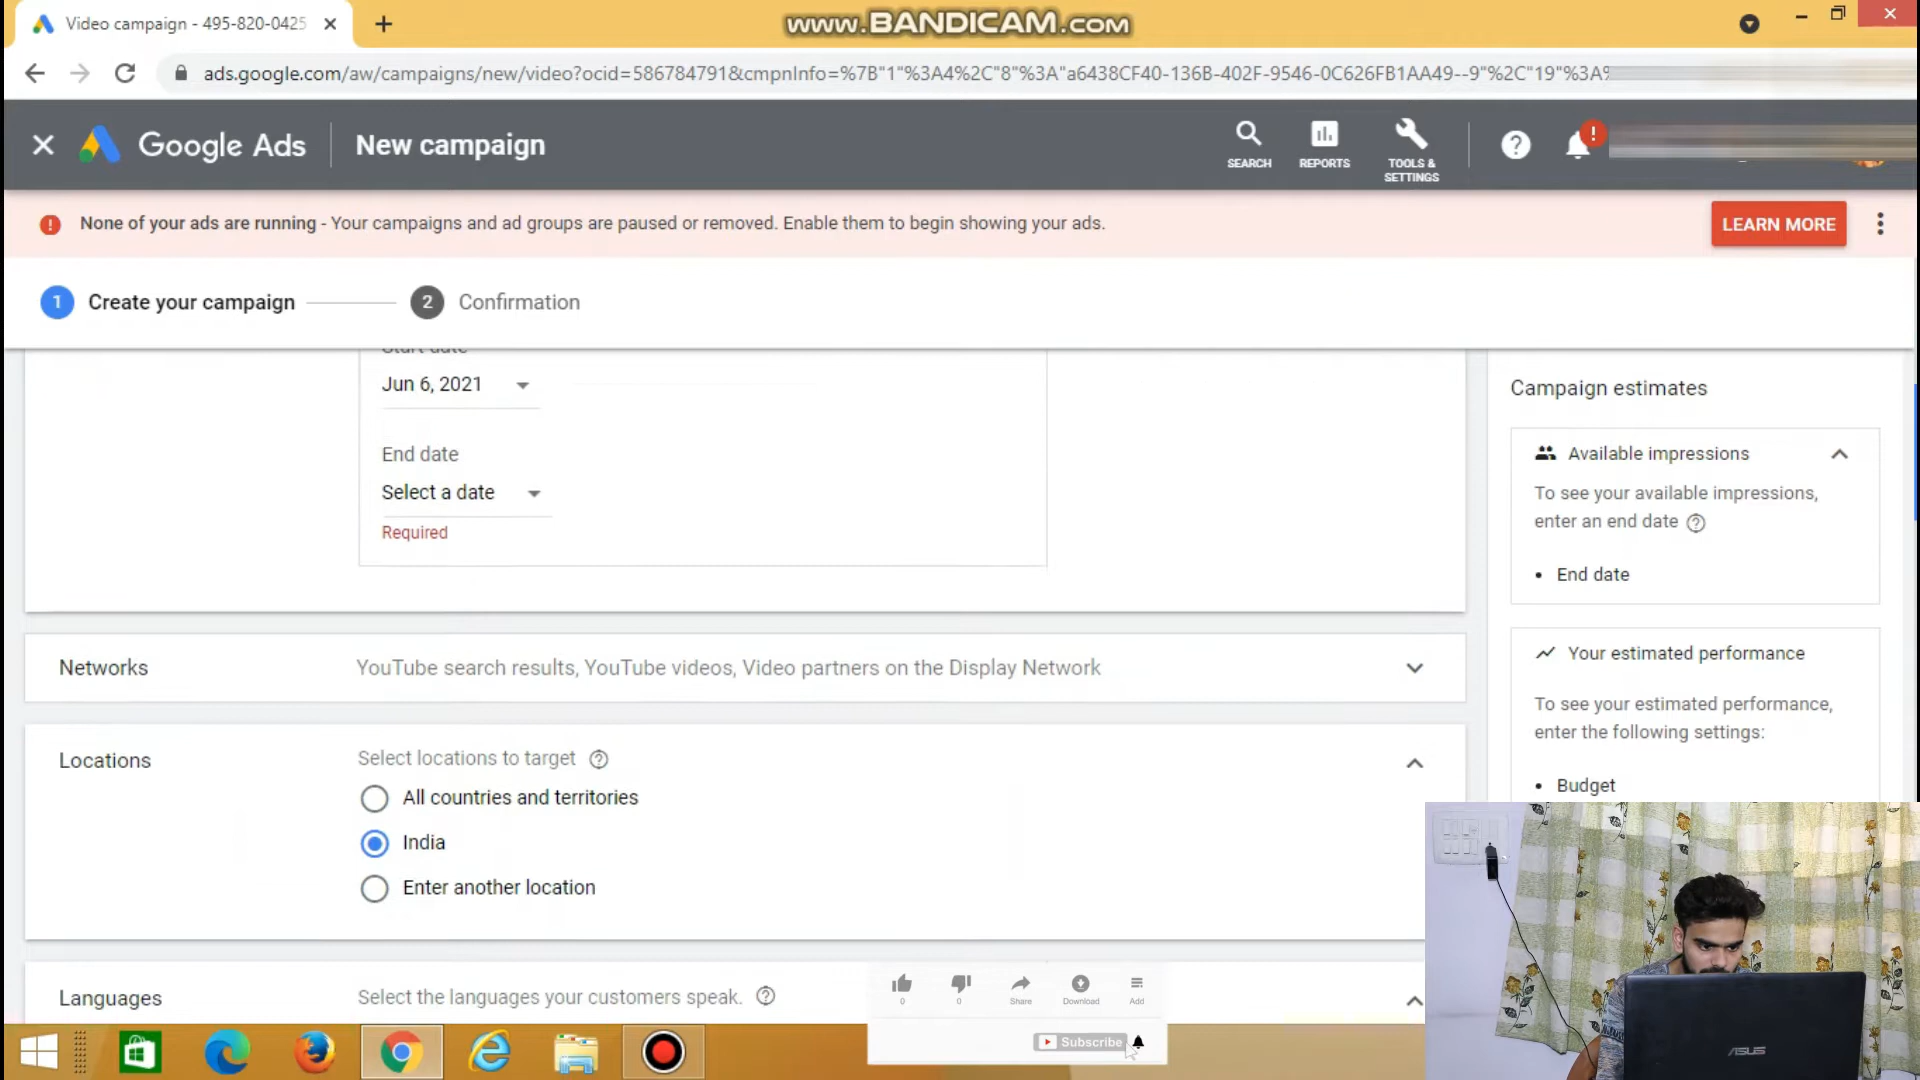 Video campaign - 495-820-0425
www.BANDICAM.com
ads.google.com/aw/campaigns/new/video?ocid=586784791&cmpnInfo=%7B"1"%3A4%2C"8"%3A"a6438CF40-136B-402F-9546-0C626FB1AA49--9"%2C"19"%3A
Google Ads
New campaign
SEARCH
REPORTS
TOOLS &
SETTINGS
None of your ads are running - Your campaigns and ad groups are paused or removed. Enable them to begin showing your ads.
LEARN MORE
1 Create your campaign
2 Confirmation
Start date
Jun 6, 2021
End date
Select a date
Required
Campaign estimates
Available impressions
To see your available impressions,
enter an end date
• End date
Networks
YouTube search results, YouTube videos, Video partners on the Display Network
Your estimated performance
To see your estimated performance,
enter the following settings:
• Budget
Locations
Select locations to target
All countries and territories
India
Enter another location
Languages
Select the languages your customers speak.
0
0
Share
Download
Add
Subscribe
ASUS